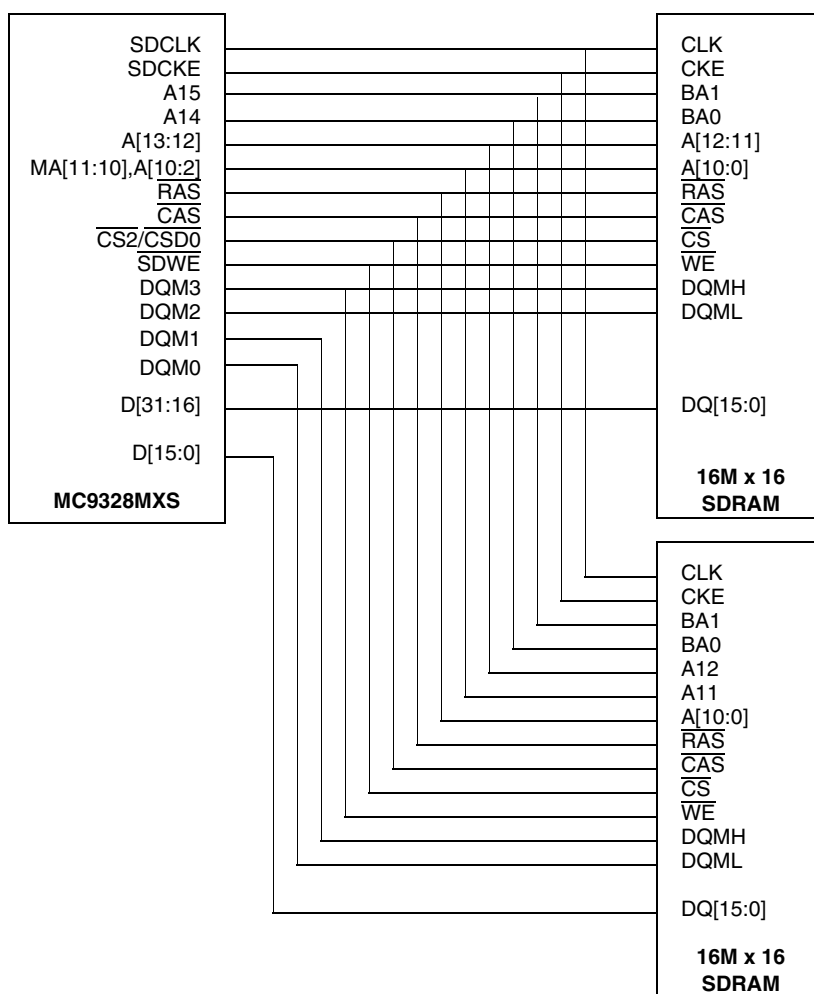 SDCLK
SDCKE
A15
A14
A[13:12]
MA[11:10],A[10:2]
RAS
CAS
CS2/CSD0
SDWE
DQM3
DQM2
DQM1
DQM0
D[31:16]
D[15:0]
MC9328MXS
CLK
CKE
BA1
BA0
A[12:11]
A[10:0]
RAS
CAS
CS
WE
DQMH
DQML
DQ[15:0]
16M x 16
SDRAM
CLK
CKE
BA1
BA0
A12
A11
A[10:0]
RAS
CAS
CS
WE
DQMH
DQML
DQ[15:0]
16M x 16
SDRAM